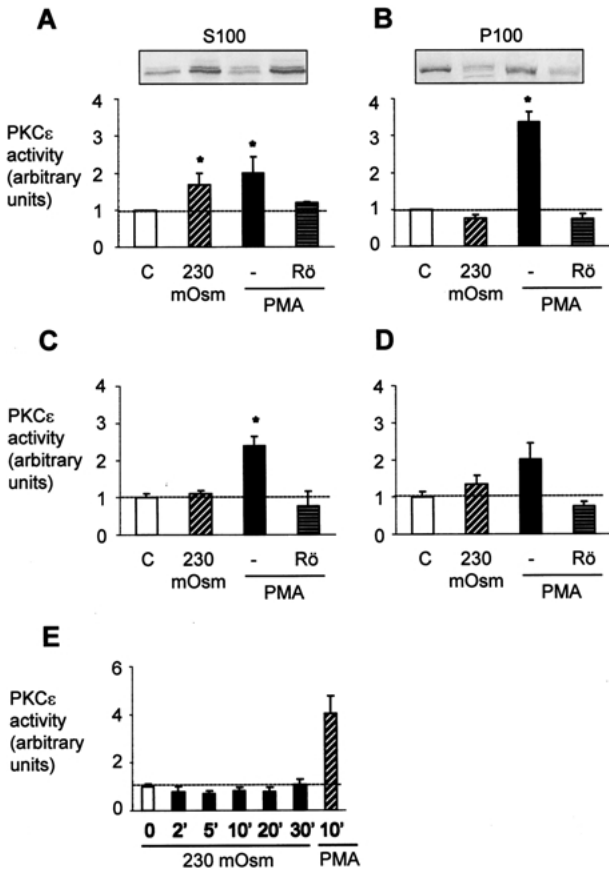 A
S100
PKCε
activity
(arbitrary
units)
4
3
2
1
0
*
*
C 230 - Rö
mOsm PMA
B
P100
4
3
2
1
0
*
C 230 - Rö
mOsm PMA
C
PKCε
activity
(arbitrary
units)
4
3
2
1
0
*
C 230 - Rö
mOsm PMA
D
4
3
2
1
0
C 230 - Rö
mOsm PMA
E
PKCε
activity
(arbitrary
units)
6
4
2
0
0 2' 5' 10' 20' 30' 10'
230 mOsm PMA